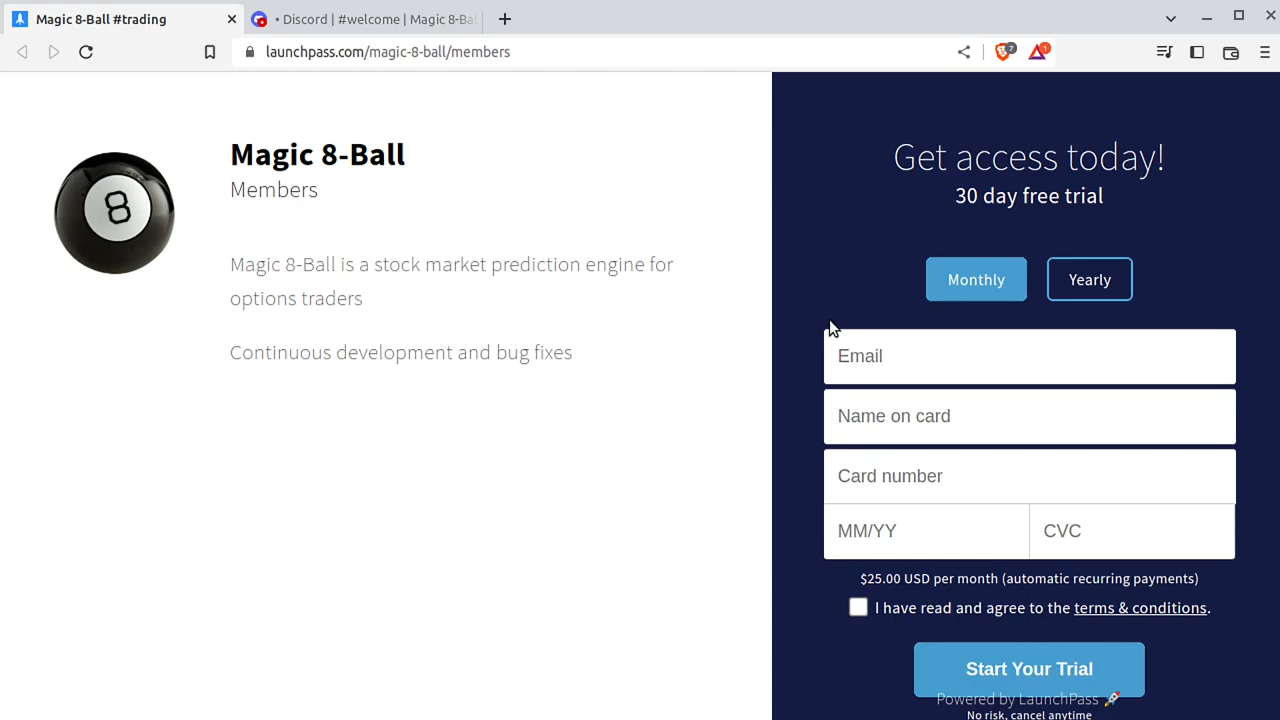 Magic 8-Ball #trading
• Discord | #welcome | Magic 8-Bal
launchpass.com/magic-8-ball/members
7
1
8
Magic 8-Ball
Members
Magic 8-Ball is a stock market prediction engine for
options traders
Continuous development and bug fixes
Get access today!
30 day free trial
Monthly Yearly
Email
Name on card
Card number
MM/YY CVC
$25.00 USD per month (automatic recurring payments)
I have read and agree to the terms & conditions.
Start Your Trial
Powered by LaunchPass 🚀
No risk, cancel anytime